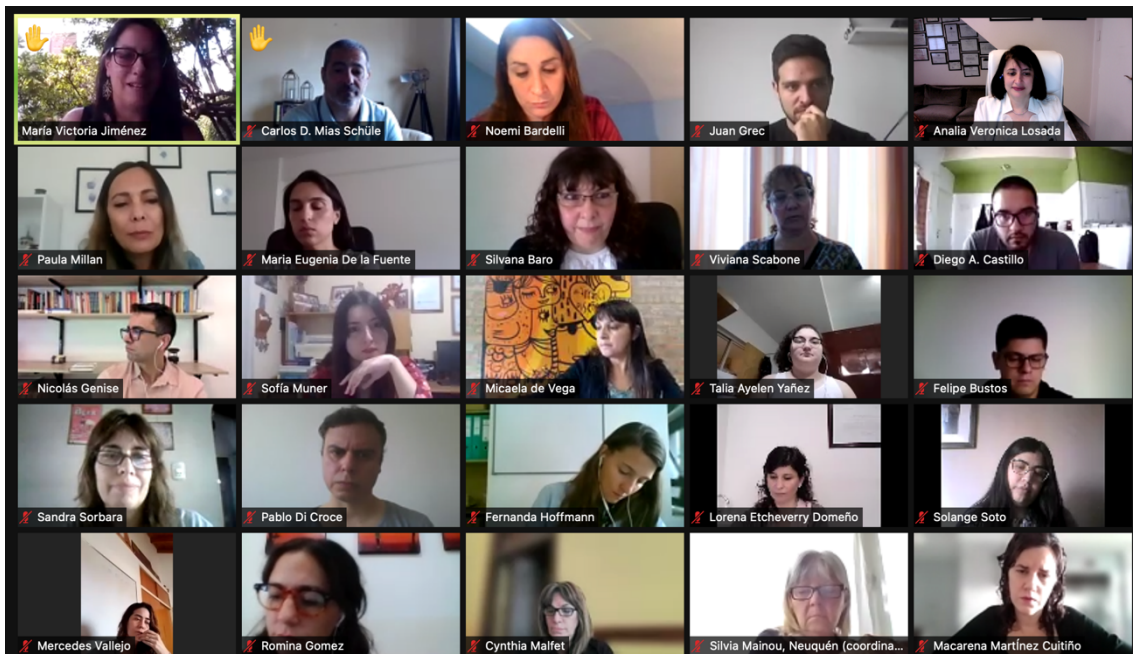 María Victoria Jiménez
Carlos D. Mias Schüle
Noemi Bardelli
Juan Grec
Analia Veronica Losada
Paula Millan
Maria Eugenia De la Fuente
Silvana Baro
Viviana Scabone
Diego A. Castillo
Nicolás Genise
Sofía Muner
Micaela de Vega
Talia Ayelen Yañez
Felipe Bustos
Sandra Sorbara
Pablo Di Croce
Fernanda Hoffmann
Lorena Etcheverry Domeño
Solange Soto
Mercedes Vallejo
Romina Gomez
Cynthia Malfet
Silvia Mainou, Neuquén (coordina...
Macarena MartÍnez Cuitiño